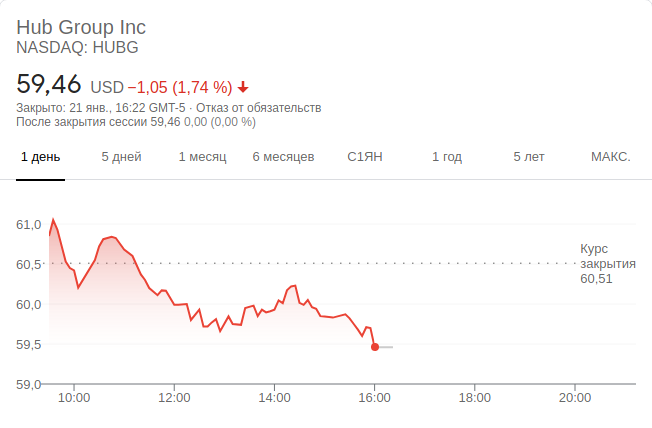 Hub Group Inc
NASDAQ: HUBG
59,46 USD −1,05 (1,74 %)
Закрыто: 21 янв., 16:22 GMT-5 · Отказ от обязательств
После закрытия сессии 59,46 0,00 (0,00 %)
1 день 5 дней 1 месяц 6 месяцев С1ЯН 1 год 5 лет МАКС.
61,0
Курс
60,5 закрытия
60,51
60,0
59,5
59,0
10:00 12:00 14:00 16:00 18:00 20:00